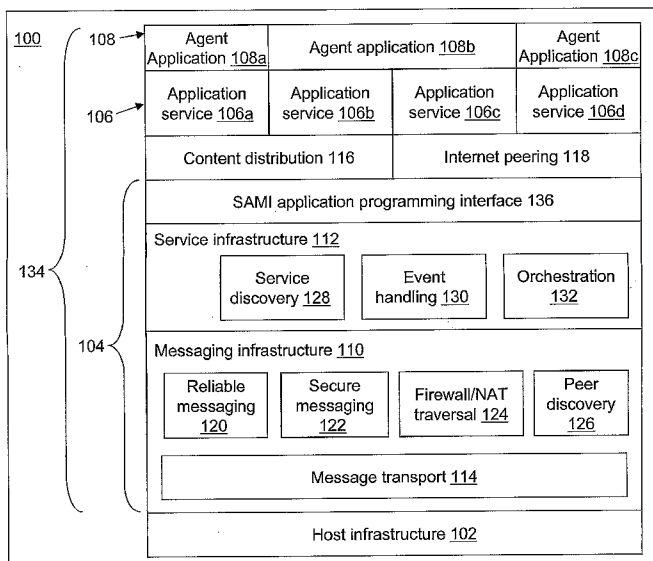 100
108
Agent
Application 108a
Agent application 108b
Agent
Application 108c
106
Application
service 106a
Application
service 106b
Application
service 106c
Application
service 106d
Content distribution 116
Internet peering 118
SAMI application programming interface 136
134
104
Service infrastructure 112
Service
discovery 128
Event
handling 130
Orchestration
132
Messaging infrastructure 110
Reliable
messaging
120
Secure
messaging
122
Firewall/NAT
traversal 124
Peer
discovery
126
Message transport 114
Host infrastructure 102